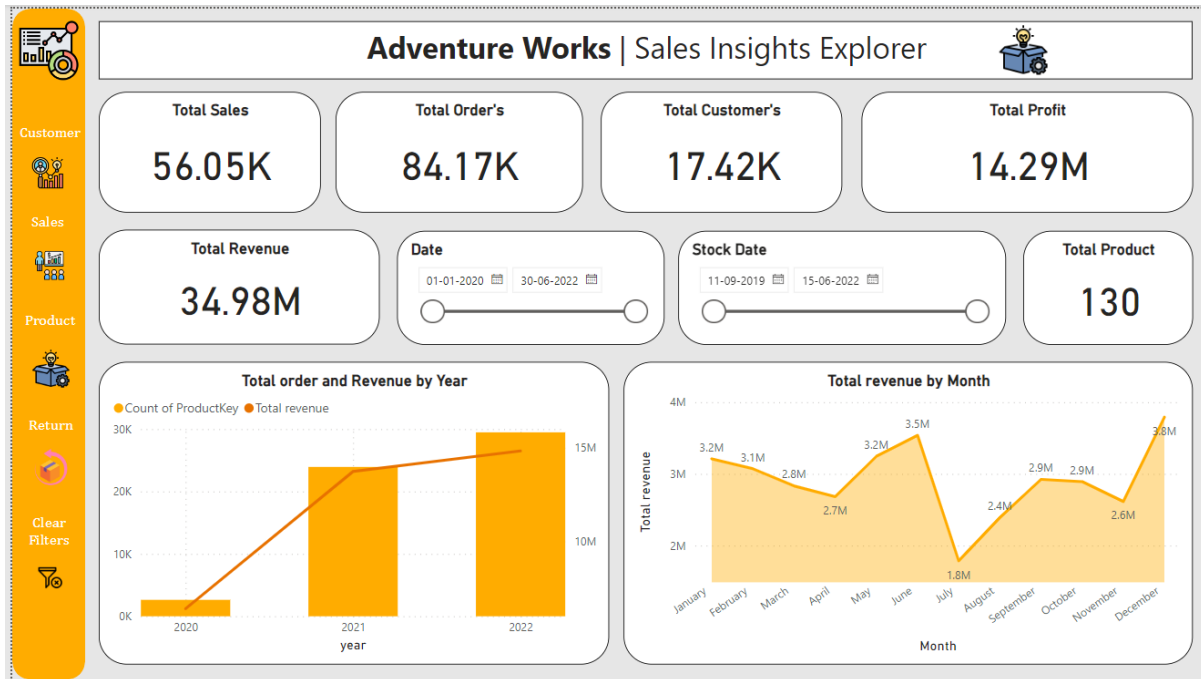 Adventure Works | Sales Insights Explorer
Customer
Sales
Product
Return
Clear
Filters
Total Sales
56.05K
Total Order's
84.17K
Total Customer's
17.42K
Total Profit
14.29M
Total Revenue
34.98M
Date
01-01-2020 30-06-2022
Stock Date
11-09-2019 15-06-2022
Total Product
130
Total order and Revenue by Year
Count of ProductKey Total revenue
30K
20K
10K
0K
15M
10M
2020 2021 2022
year
Total revenue by Month
Total revenue
4M
3M
2M
3.2M
3.1M
2.8M
2.7M
3.2M
3.5M
1.8M
2.4M
2.9M
2.9M
2.6M
3.8M
January February March April May June July August September October November December
Month